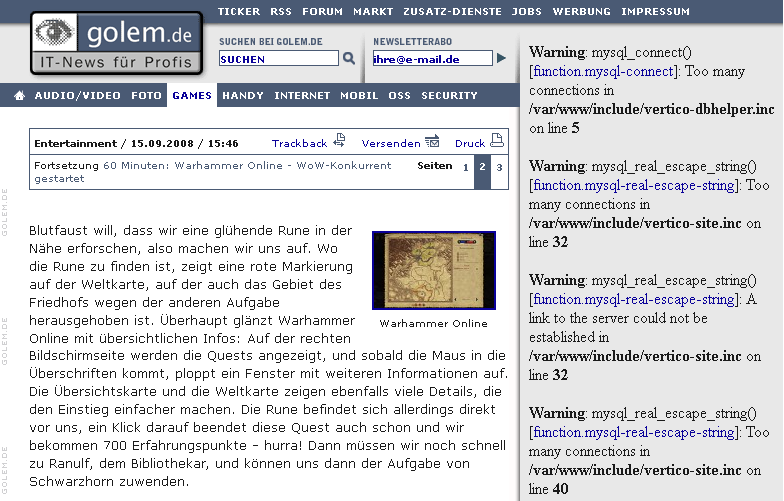 TICKER RSS FORUM MARKT ZUSATZ-DIENSTE JOBS WERBUNG IMPRESSUM
golem.de
IT-News für Profis
SUCHEN BEI GOLEM.DE
SUCHEN
NEWSLETTERABO
ihre@e-mail.de
AUDIO/VIDEO FOTO GAMES HANDY INTERNET MOBIL OSS SECURITY
Entertainment / 15.09.2008 / 15:46 Trackback Versenden Druck
Fortsetzung 60 Minuten: Warhammer Online - WoW-Konkurrent
gestartet
Seiten 1 2 3
Blutfaust will, dass wir eine glühende Rune in der
Nähe erforschen, also machen wir uns auf. Wo
die Rune zu finden ist, zeigt eine rote Markierung
auf der Weltkarte, auf der auch das Gebiet des
Friedhofs wegen der anderen Aufgabe
herausgehoben ist. Überhaupt glänzt Warhammer
Online mit übersichtlichen Infos: Auf der rechten
Bildschirmseite werden die Quests angezeigt, und sobald die Maus in die
Überschriften kommt, ploppt ein Fenster mit weiteren Informationen auf.
Die Übersichtskarte und die Weltkarte zeigen ebenfalls viele Details, die
den Einstieg einfacher machen. Die Rune befindet sich allerdings direkt
vor uns, ein Klick darauf beendet diese Quest auch schon und wir
bekommen 700 Erfahrungspunkte – hurra! Dann müssen wir noch schnell
zu Ranulf, dem Bibliothekar, und können uns dann der Aufgabe von
Schwarzhorn zuwenden.
Warhammer Online
GOLEM.DE
GOLEM.DE
GOLEM.DE
Warning: mysql_connect()
[function.mysql-connect]: Too many
connections in
/var/www/include/vertico-dbhelper.inc
on line 5
Warning: mysql_real_escape_string()
[function.mysql-real-escape-string]: Too
many connections in
/var/www/include/vertico-site.inc on
line 32
Warning: mysql_real_escape_string()
[function.mysql-real-escape-string]: A
link to the server could not be
established in
/var/www/include/vertico-site.inc on
line 32
Warning: mysql_real_escape_string()
[function.mysql-real-escape-string]: Too
many connections in
/var/www/include/vertico-site.inc on
line 40